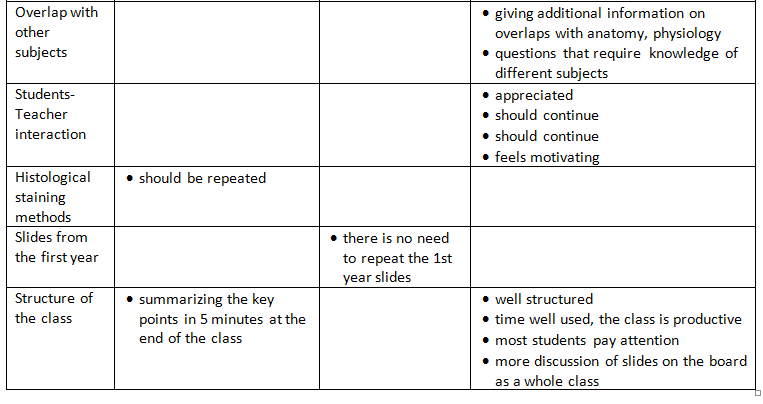 Overlap with
other
subjects
• giving additional information on
overlaps with anatomy, physiology
• questions that require knowledge of
different subjects
Students-
Teacher
interaction
• appreciated
• should continue
• should continue
• feels motivating
Histological
staining
methods
• should be repeated
Slides from
the first year
• there is no need
to repeat the 1st
year slides
Structure of
the class
• summarizing the key
points in 5 minutes at the
end of the class
• well structured
• time well used, the class is productive
• most students pay attention
• more discussion of slides on the board
as a whole class